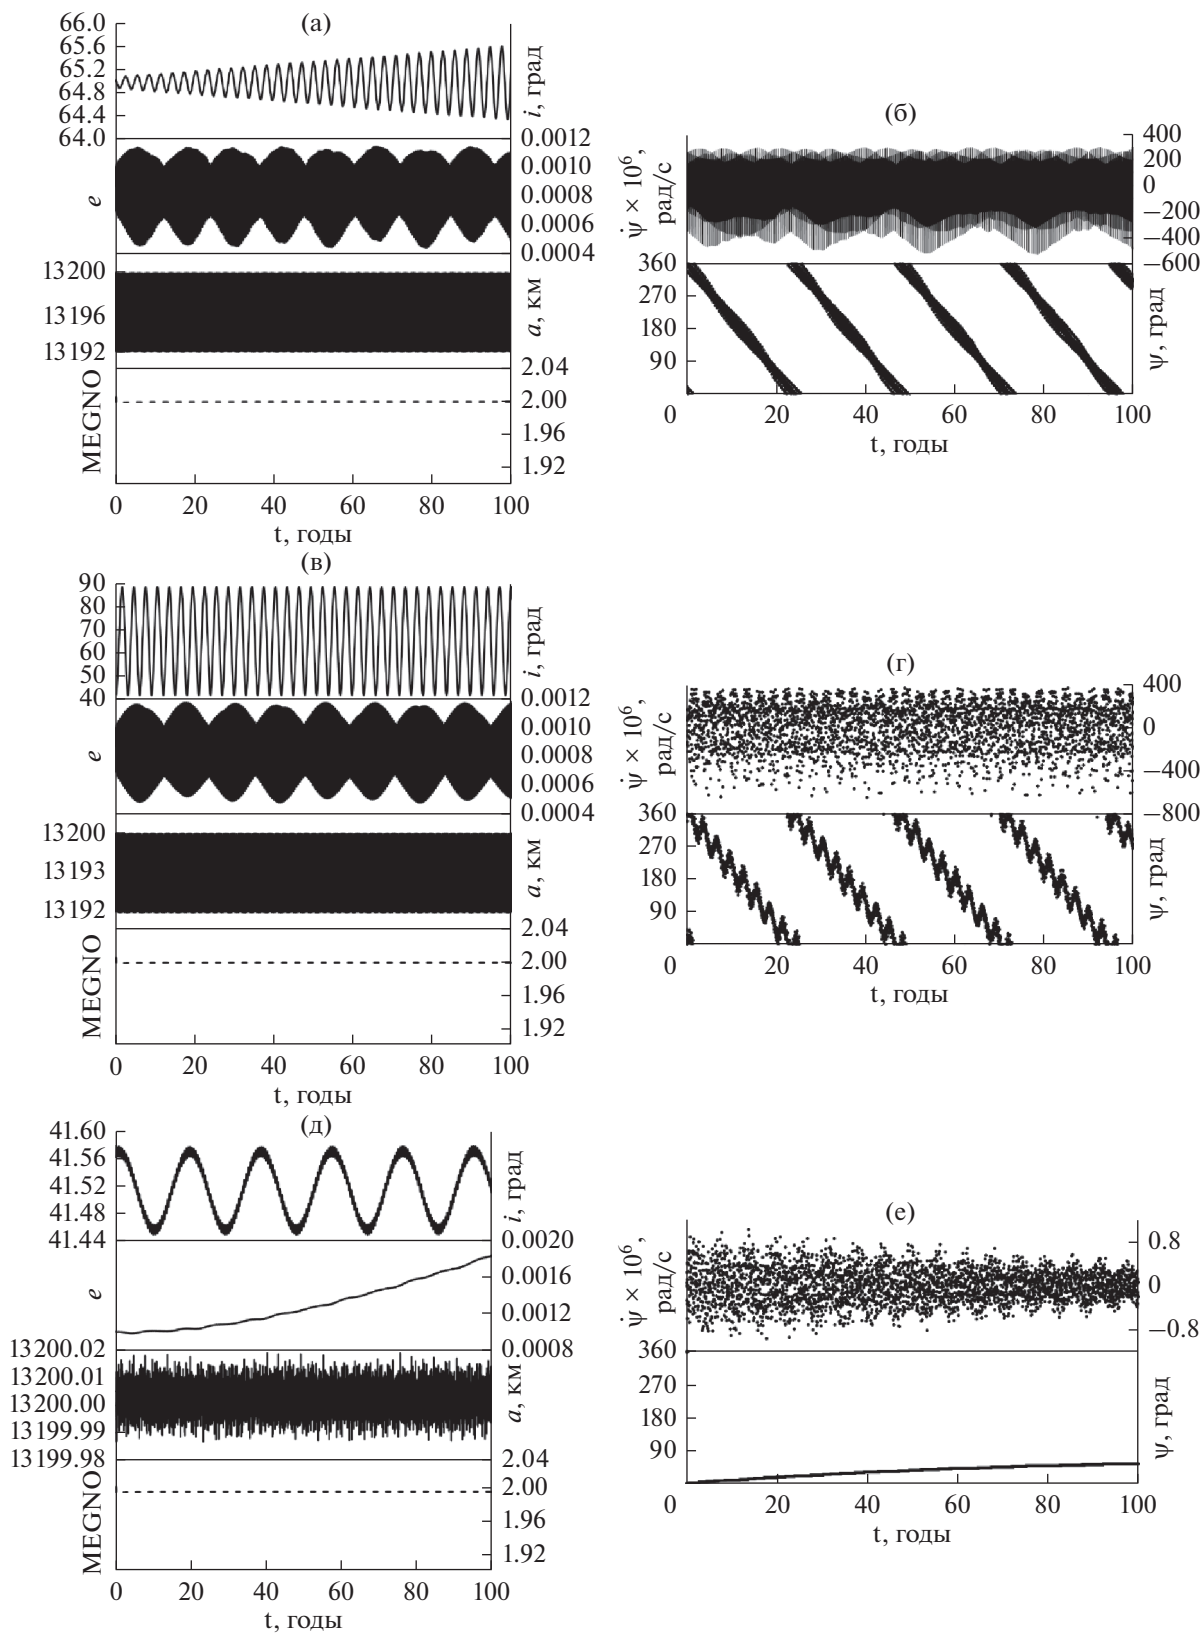 (а)
66.0
65.6
65.2
64.8
64.4
64.0
i, град
0.0012
0.0010
0.0008
0.0006
0.0004
e
13200
13196
13192
a, км
2.04
2.00
1.96
1.92
MEGNO
0 20 40 60 80 100
t, годы
(б)
ψ̇ × 10⁶,
рад/с
400
200
0
−200
−400
−600
360
270
180
90
ψ, град
0 20 40 60 80 100
t, годы
(в)
90
80
70
60
50
40
i, град
0.0012
0.0010
0.0008
0.0006
0.0004
e
13200
13193
13192
a, км
2.04
2.00
1.96
1.92
MEGNO
0 20 40 60 80 100
t, годы
(г)
ψ̇ × 10⁶,
рад/с
400
0
−400
−800
360
270
180
90
ψ, град
0 20 40 60 80 100
t, годы
(д)
41.60
41.56
41.52
41.48
41.44
i, град
0.0020
0.0016
0.0012
0.0008
e
13200.02
13200.01
13200.00
13199.99
13199.98
a, км
2.04
2.00
1.96
1.92
MEGNO
0 20 40 60 80 100
t, годы
(е)
ψ̇ × 10⁶,
рад/с
0.8
0
−0.8
360
270
180
90
ψ, град
0 20 40 60 80 100
t, годы